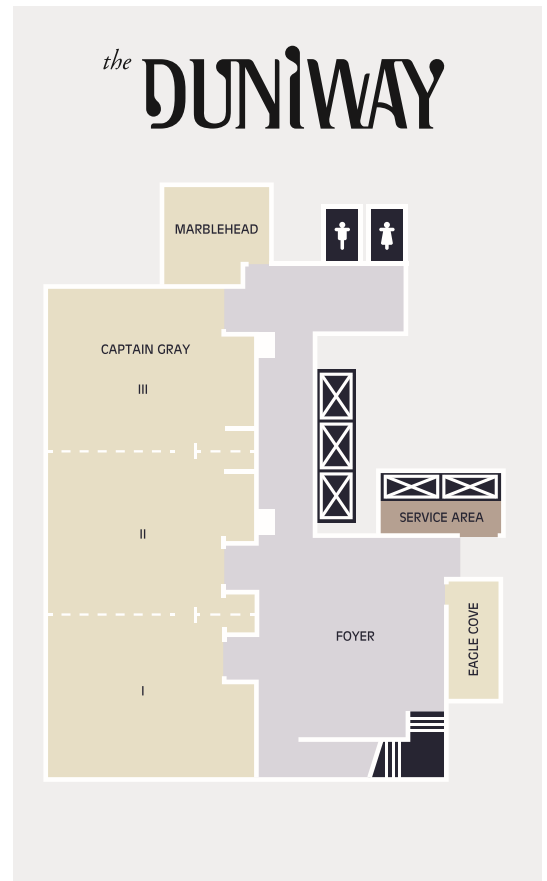 the DUNiWAY
MARBLEHEAD
CAPTAIN GRAY
III
II
SERVICE AREA
FOYER
EAGLE COVE
I